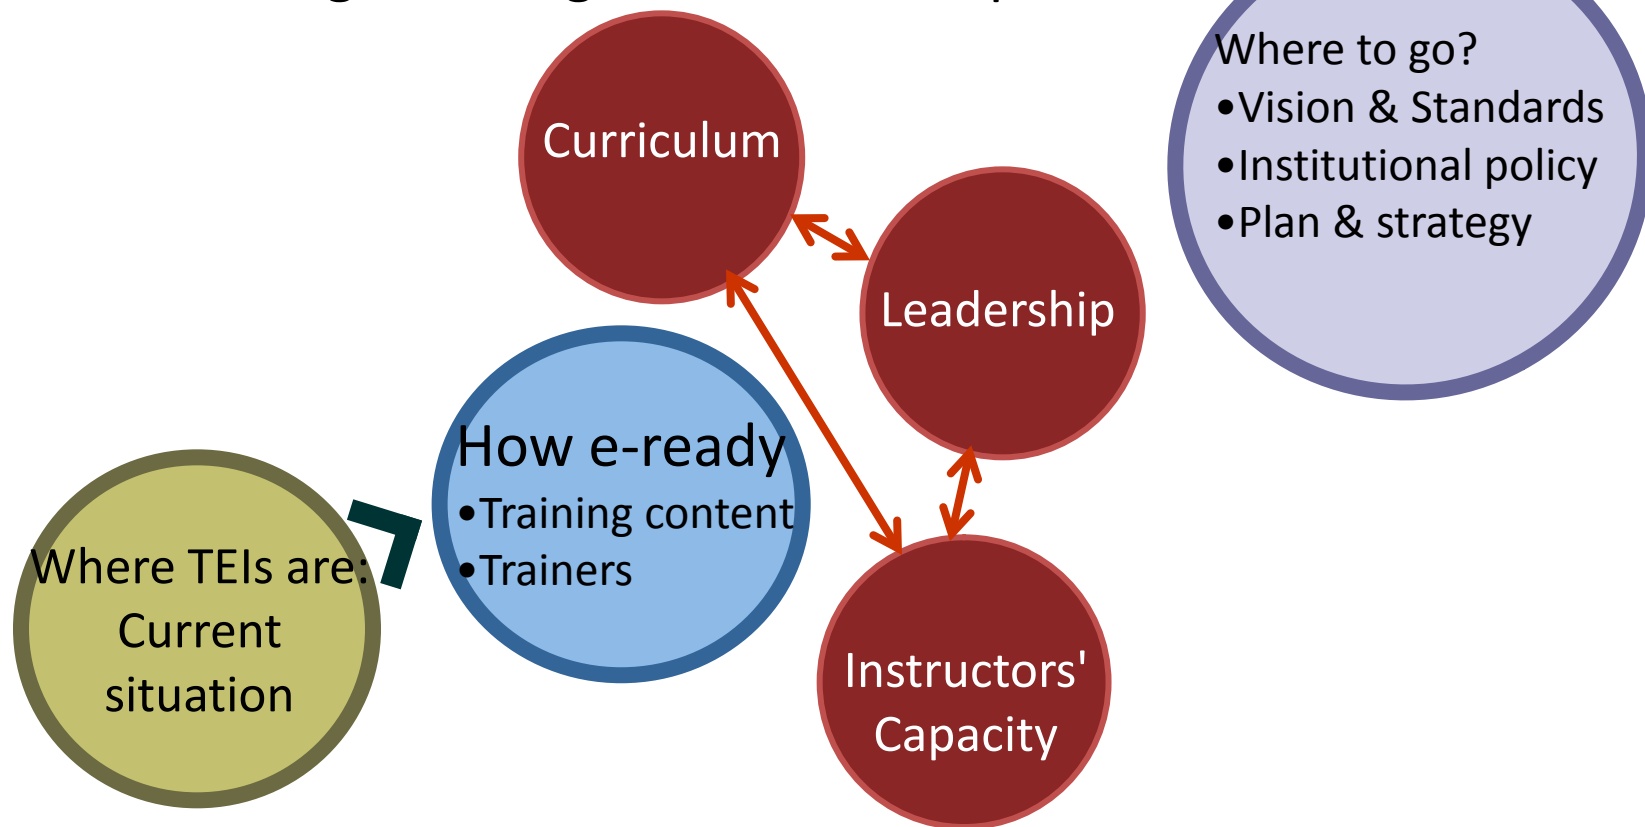 Where to go?
•Vision & Standards
•Institutional policy
•Plan & strategy
Curriculum
Leadership
How e-ready
•Training content
•Trainers
Where TEIs are:
Current
situation
Instructors'
Capacity